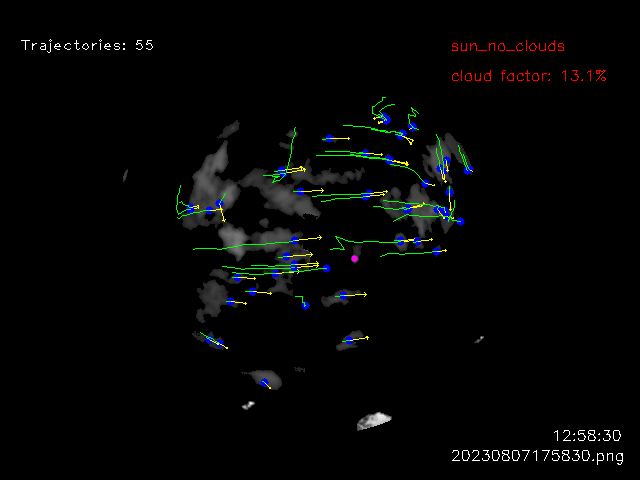 Trajectories: 55
sun_no_clouds
cloud factor: 13.1%
12:58:30
20230807175830.png